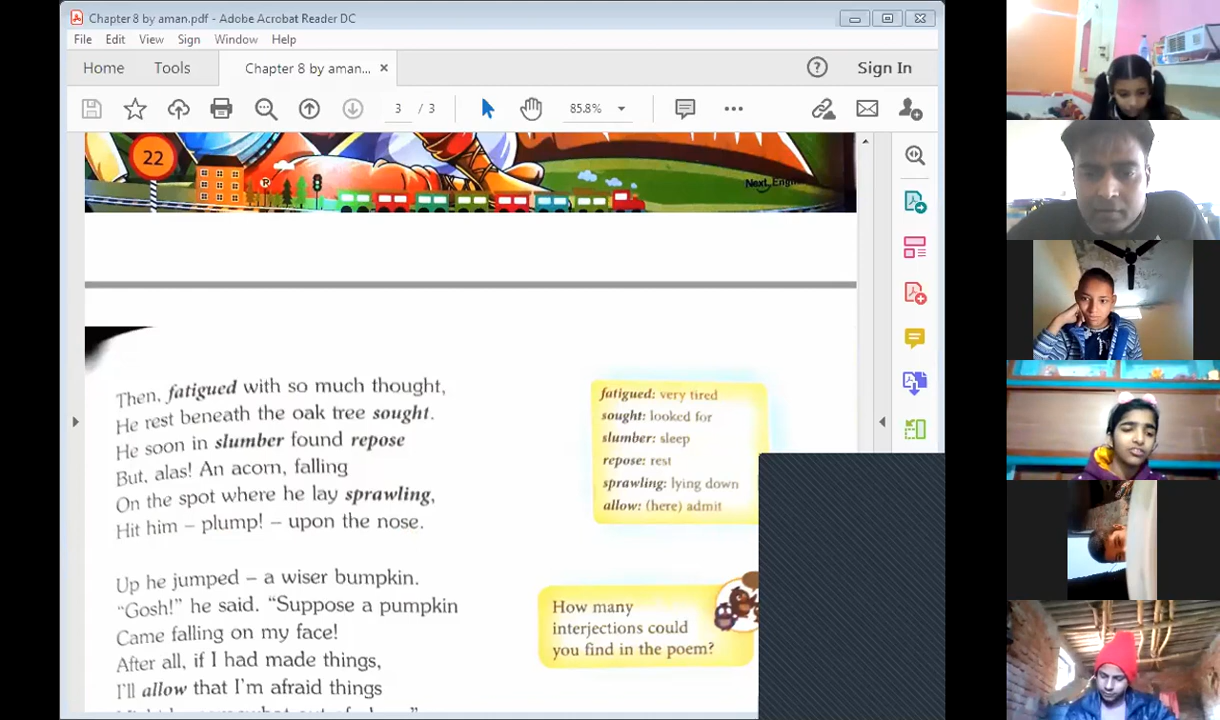 Chapter 8 by aman.pdf - Adobe Acrobat Reader DC
File Edit View Sign Window Help
Home Tools Chapter 8 by aman... × Sign In
3 / 3 85.8%
22
R
Then, fatigued with so much thought,
He rest beneath the oak tree sought.
He soon in slumber found repose
But, alas! An acorn, falling
On the spot where he lay sprawling,
Hit him – plump! – upon the nose.
Up he jumped – a wiser bumpkin.
"Gosh!" he said. "Suppose a pumpkin
Came falling on my face!
After all, if I had made things,
I'll allow that I'm afraid things
fatigued: very tired
sought: looked for
slumber: sleep
repose: rest
sprawling: lying down
allow: (here) admit
How many
interjections could
you find in the poem?